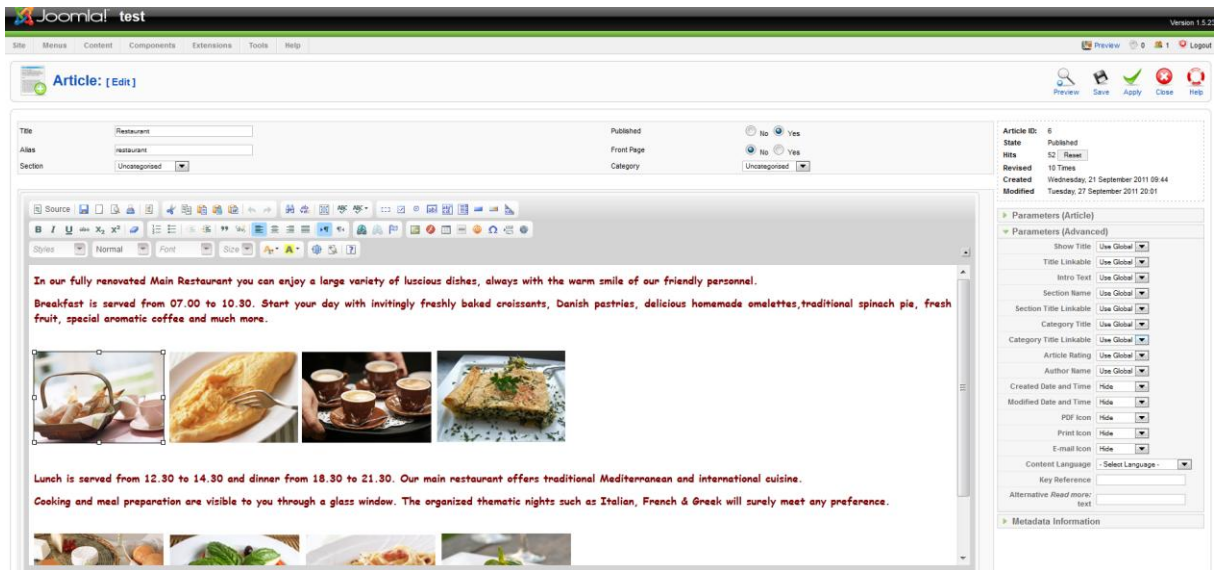 Joomla! test
Version 1.5.23
Site Menus Content Components Extensions Tools Help
Preview 0 1 Logout
Article: [ Edit ]
Preview Save Apply Close Help
Title Restaurant Published No Yes
Alias restaurant Front Page No Yes
Section Uncategorised Category Uncategorised
Article ID: 6
State Published
Hits 52 Reset
Revised 10 Times
Created Wednesday, 21 September 2011 09:44
Modified Tuesday, 27 September 2011 20:01
Source
B I U abc X₂ X²
Styles Normal Font Size
In our fully renovated Main Restaurant you can enjoy a large variety of luscious dishes, always with the warm smile of our friendly personnel.
Breakfast is served from 07.00 to 10.30. Start your day with invitingly freshly baked croissants, Danish pastries, delicious homemade omelettes,traditional spinach pie, fresh
fruit, special aromatic coffee and much more.
Lunch is served from 12.30 to 14.30 and dinner from 18.30 to 21.30. Our main restaurant offers traditional Mediterranean and international cuisine.
Cooking and meal preparation are visible to you through a glass window. The organized thematic nights such as Italian, French & Greek will surely meet any preference.
Parameters (Article)
Parameters (Advanced)
Show Title Use Global
Title Linkable Use Global
Intro Text Use Global
Section Name Use Global
Section Title Linkable Use Global
Category Title Use Global
Category Title Linkable Use Global
Article Rating Use Global
Author Name Use Global
Created Date and Time Hide
Modified Date and Time Hide
PDF Icon Hide
Print Icon Hide
E-mail Icon Hide
Content Language - Select Language -
Key Reference
Alternative Read more:
text
Metadata Information